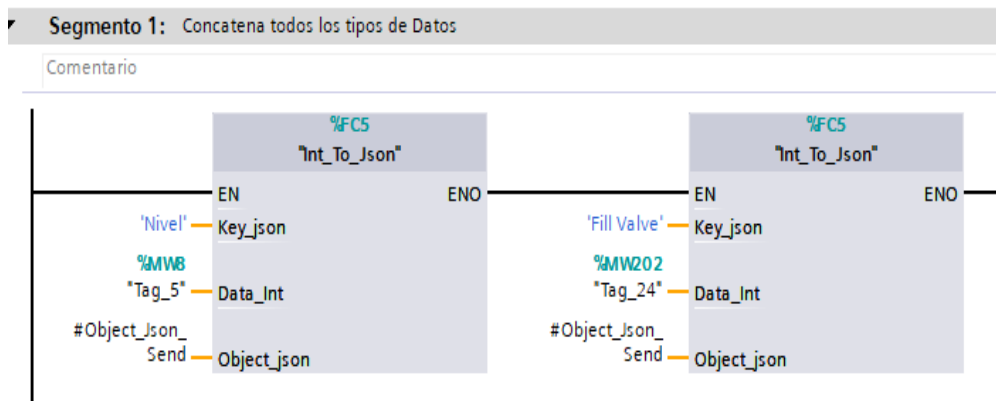 Segmento 1: Concatena todos los tipos de Datos
Comentario
%FC5
"Int_To_Json"
EN ENO
'Nivel' Key_json
%MW8
"Tag_5" Data_Int
#Object_Json_
Send Object_json
%FC5
"Int_To_Json"
EN ENO
'Fill Valve' Key_json
%MW202
"Tag_24" Data_Int
#Object_Json_
Send Object_json